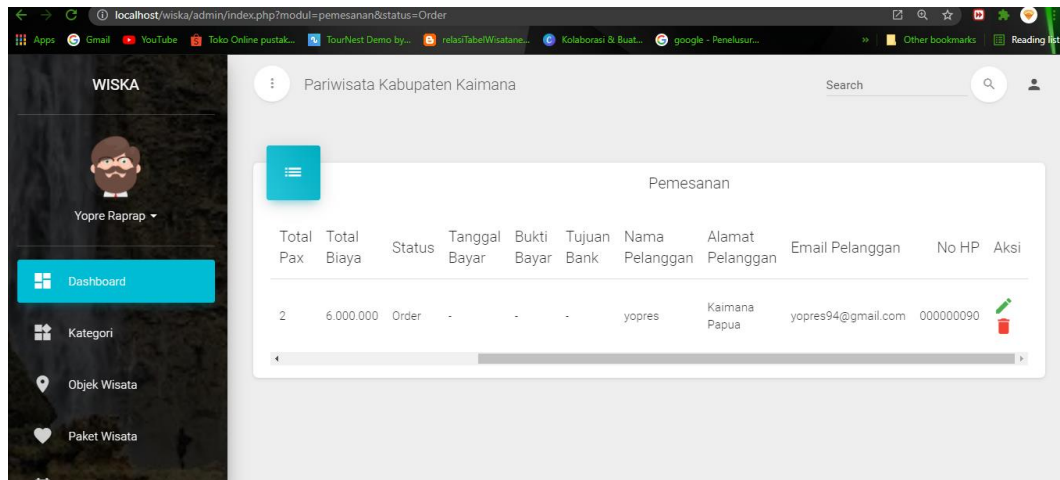 localhost/wiska/admin/index.php?modul=pemesanan&status=Order
Apps Gmail YouTube Toko Online pustak... TourNest Demo by... relasiTabelWisatane... Kolaborasi & Buat... google - Penelusur... » Other bookmarks Reading list
WISKA
Pariwisata Kabupaten Kaimana
Search
Yopre Raprap
Dashboard
Kategori
Objek Wisata
Paket Wisata
Pemesanan
Total Pax Total Biaya Status Tanggal Bayar Bukti Bayar Tujuan Bank Nama Pelanggan Alamat Pelanggan Email Pelanggan No HP Aksi
2 6.000.000 Order - - - yopres Kaimana Papua yopres94@gmail.com 000000090